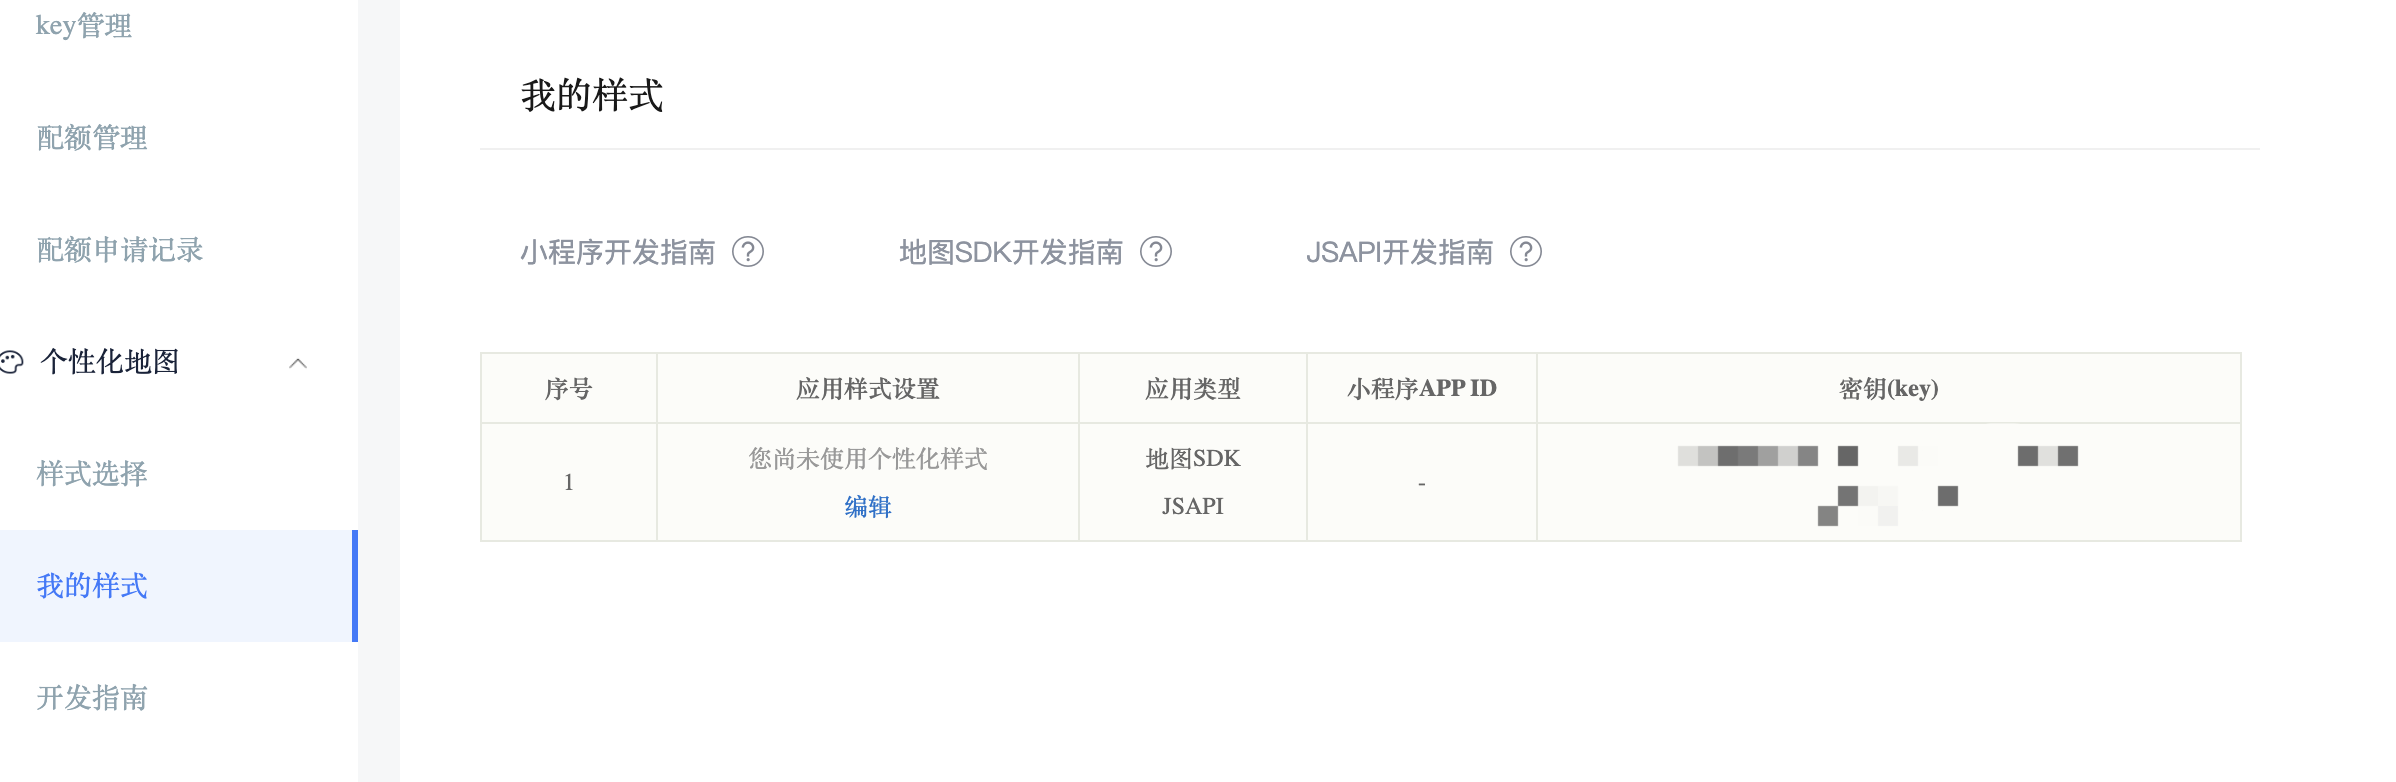 key管理
配额管理
配额申请记录
个性化地图
样式选择
我的样式
开发指南
我的样式
小程序开发指南 ?
地图SDK开发指南 ?
JSAPI开发指南 ?
序号
应用样式设置
应用类型
小程序APP ID
密钥(key)
1
您尚未使用个性化样式
编辑
地图SDK
JSAPI
-